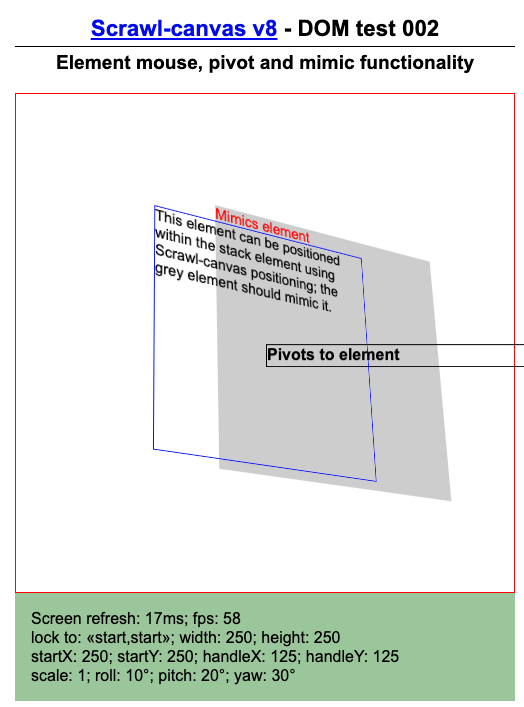 Scrawl-canvas v8 - DOM test 002
Element mouse, pivot and mimic functionality
Mimics element
This element can be positioned
within the stack element using
Scrawl-canvas positioning; the
grey element should mimic it.
Pivots to element
Screen refresh: 17ms; fps: 58
lock to: «start,start»; width: 250; height: 250
startX: 250; startY: 250; handleX: 125; handleY: 125
scale: 1; roll: 10°; pitch: 20°; yaw: 30°